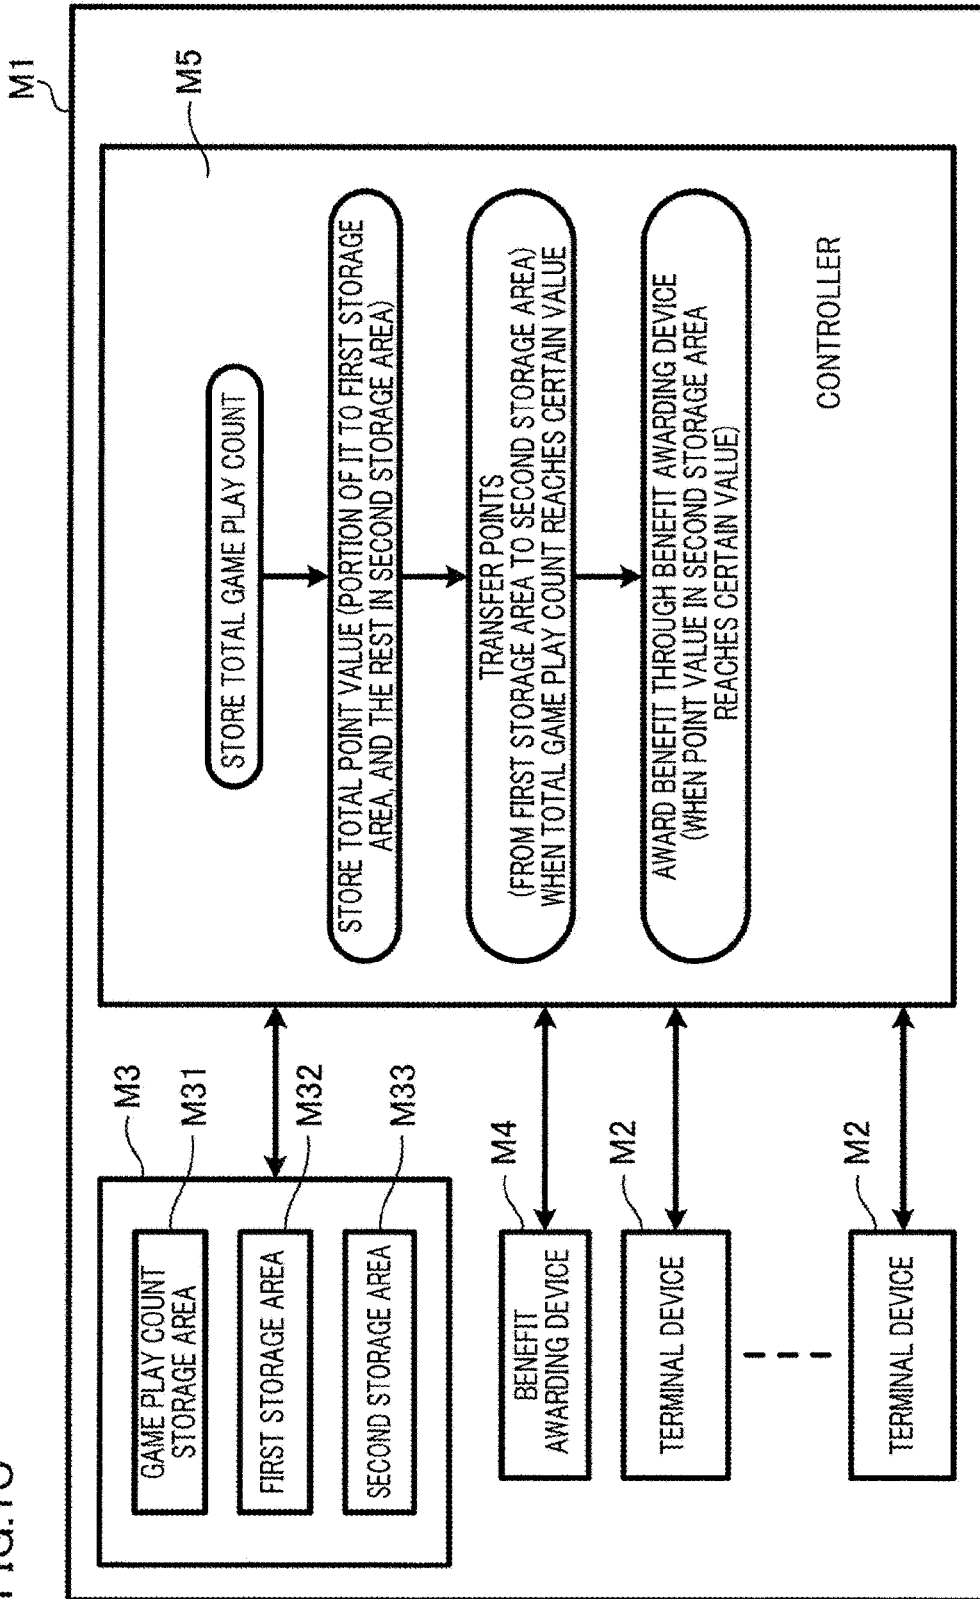 M1
M3
M31
M32
M33
GAME PLAY COUNT
STORAGE AREA
FIRST STORAGE AREA
SECOND STORAGE AREA
M4
BENEFIT
AWARDING DEVICE
M2
TERMINAL DEVICE
M2
TERMINAL DEVICE
M5
STORE TOTAL GAME PLAY COUNT
STORE TOTAL POINT VALUE (PORTION OF IT TO FIRST STORAGE
AREA, AND THE REST IN SECOND STORAGE AREA)
TRANSFER POINTS
(FROM FIRST STORAGE AREA TO SECOND STORAGE AREA)
WHEN TOTAL GAME PLAY COUNT REACHES CERTAIN VALUE
AWARD BENEFIT THROUGH BENEFIT AWARDING DEVICE
(WHEN POINT VALUE IN SECOND STORAGE AREA
REACHES CERTAIN VALUE)
CONTROLLER